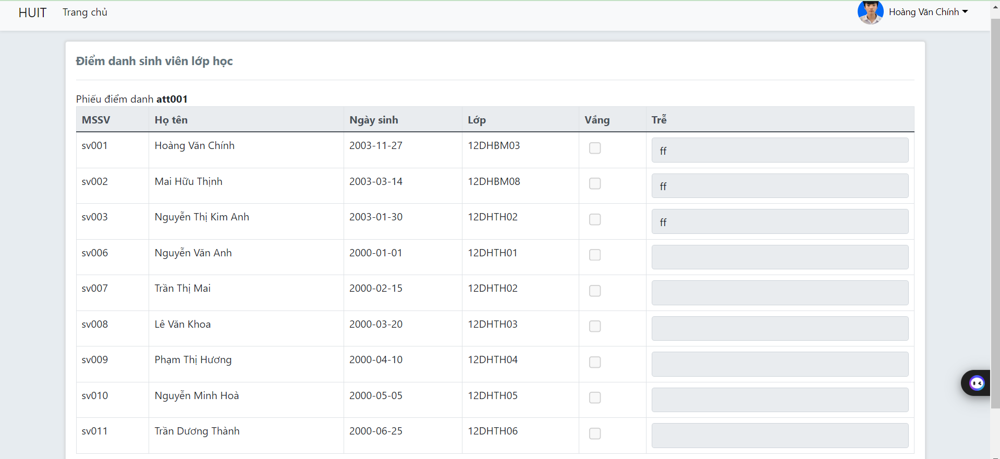 HUIT Trang chủ Hoàng Văn Chính
Điểm danh sinh viên lớp học
Phiếu điểm danh att001
MSSV Họ tên Ngày sinh Lớp Vắng Trễ
sv001 Hoàng Văn Chính 2003-11-27 12DHBM03 ff
sv002 Mai Hữu Thịnh 2003-03-14 12DHBM08 ff
sv003 Nguyễn Thị Kim Anh 2003-01-30 12DHTH02 ff
sv006 Nguyễn Văn Anh 2000-01-01 12DHTH01
sv007 Trần Thị Mai 2000-02-15 12DHTH02
sv008 Lê Văn Khoa 2000-03-20 12DHTH03
sv009 Phạm Thị Hương 2000-04-10 12DHTH04
sv010 Nguyễn Minh Hoà 2000-05-05 12DHTH05
sv011 Trần Dương Thành 2000-06-25 12DHTH06